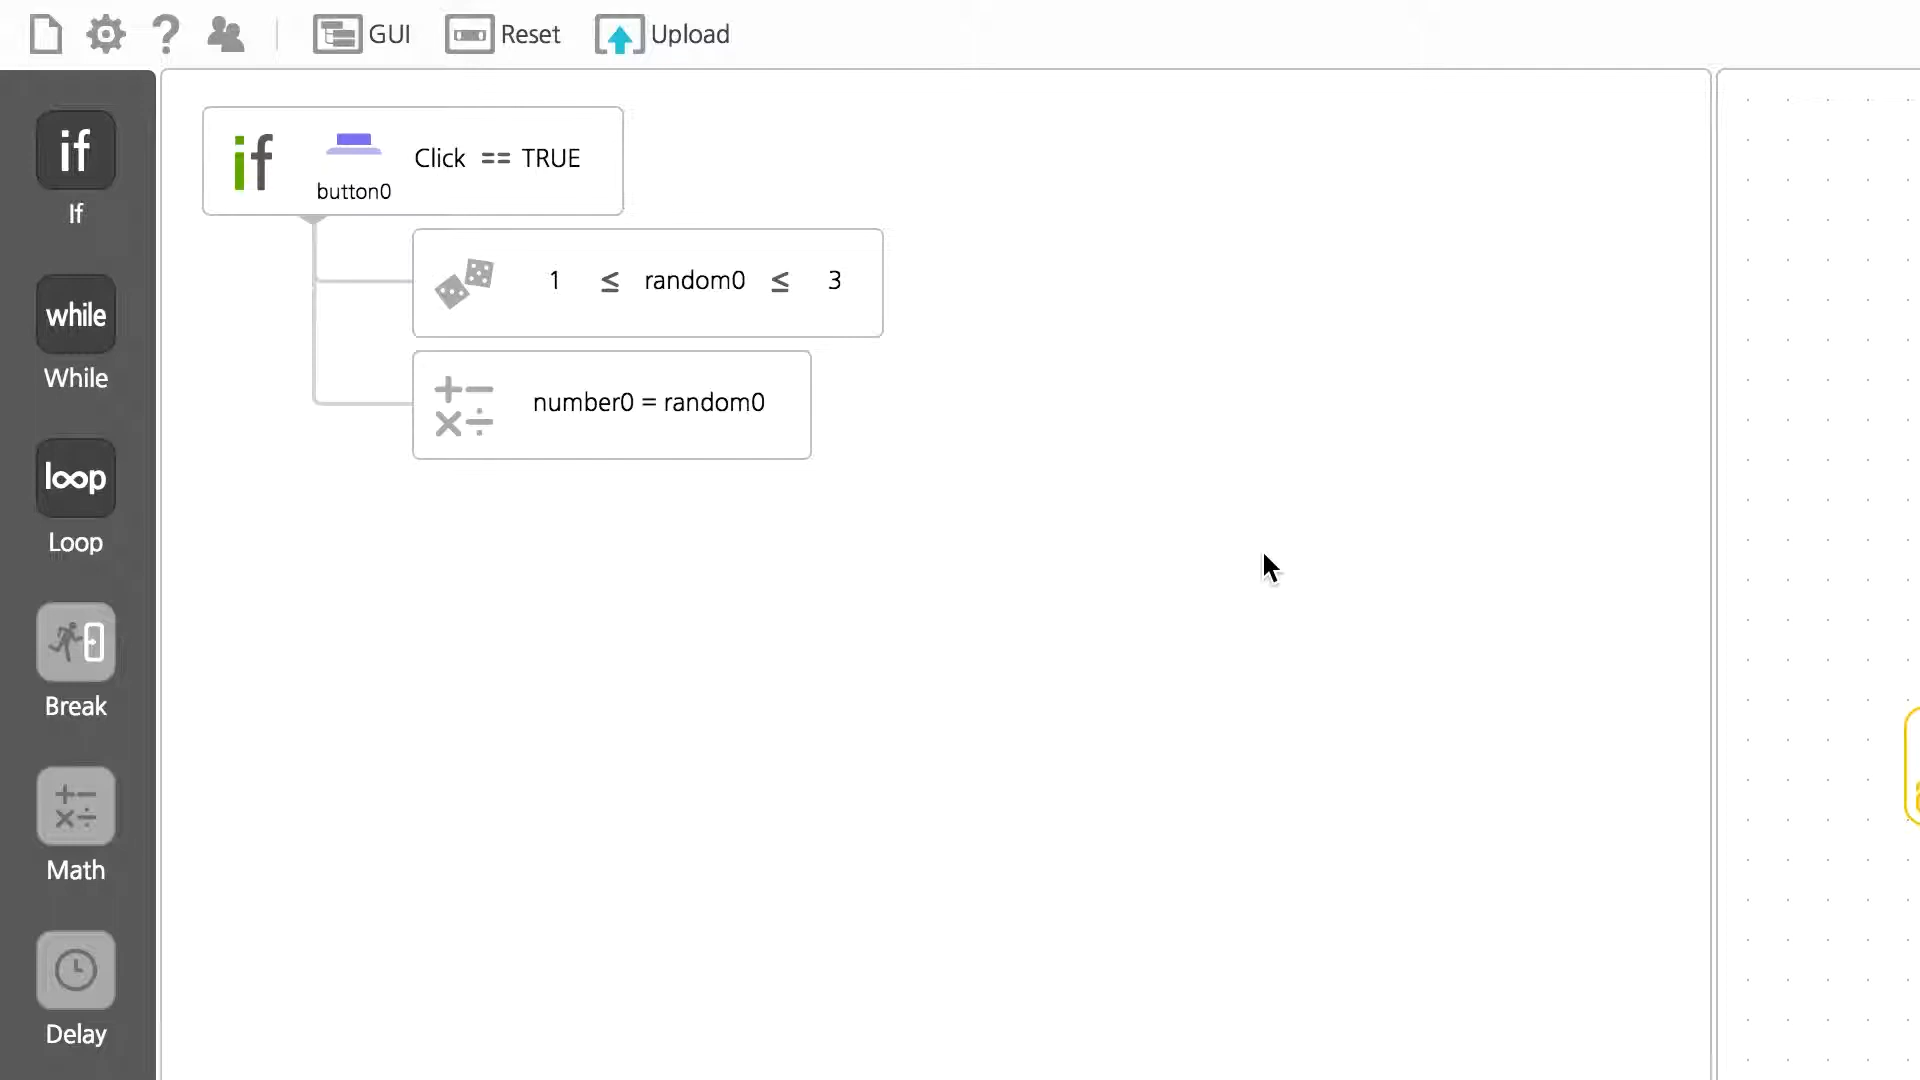 GUI Reset Upload
if button0 Click == TRUE
1 ≤ random0 ≤ 3
number0 = random0
if
If
while
While
loop
Loop
Break
Math
Delay